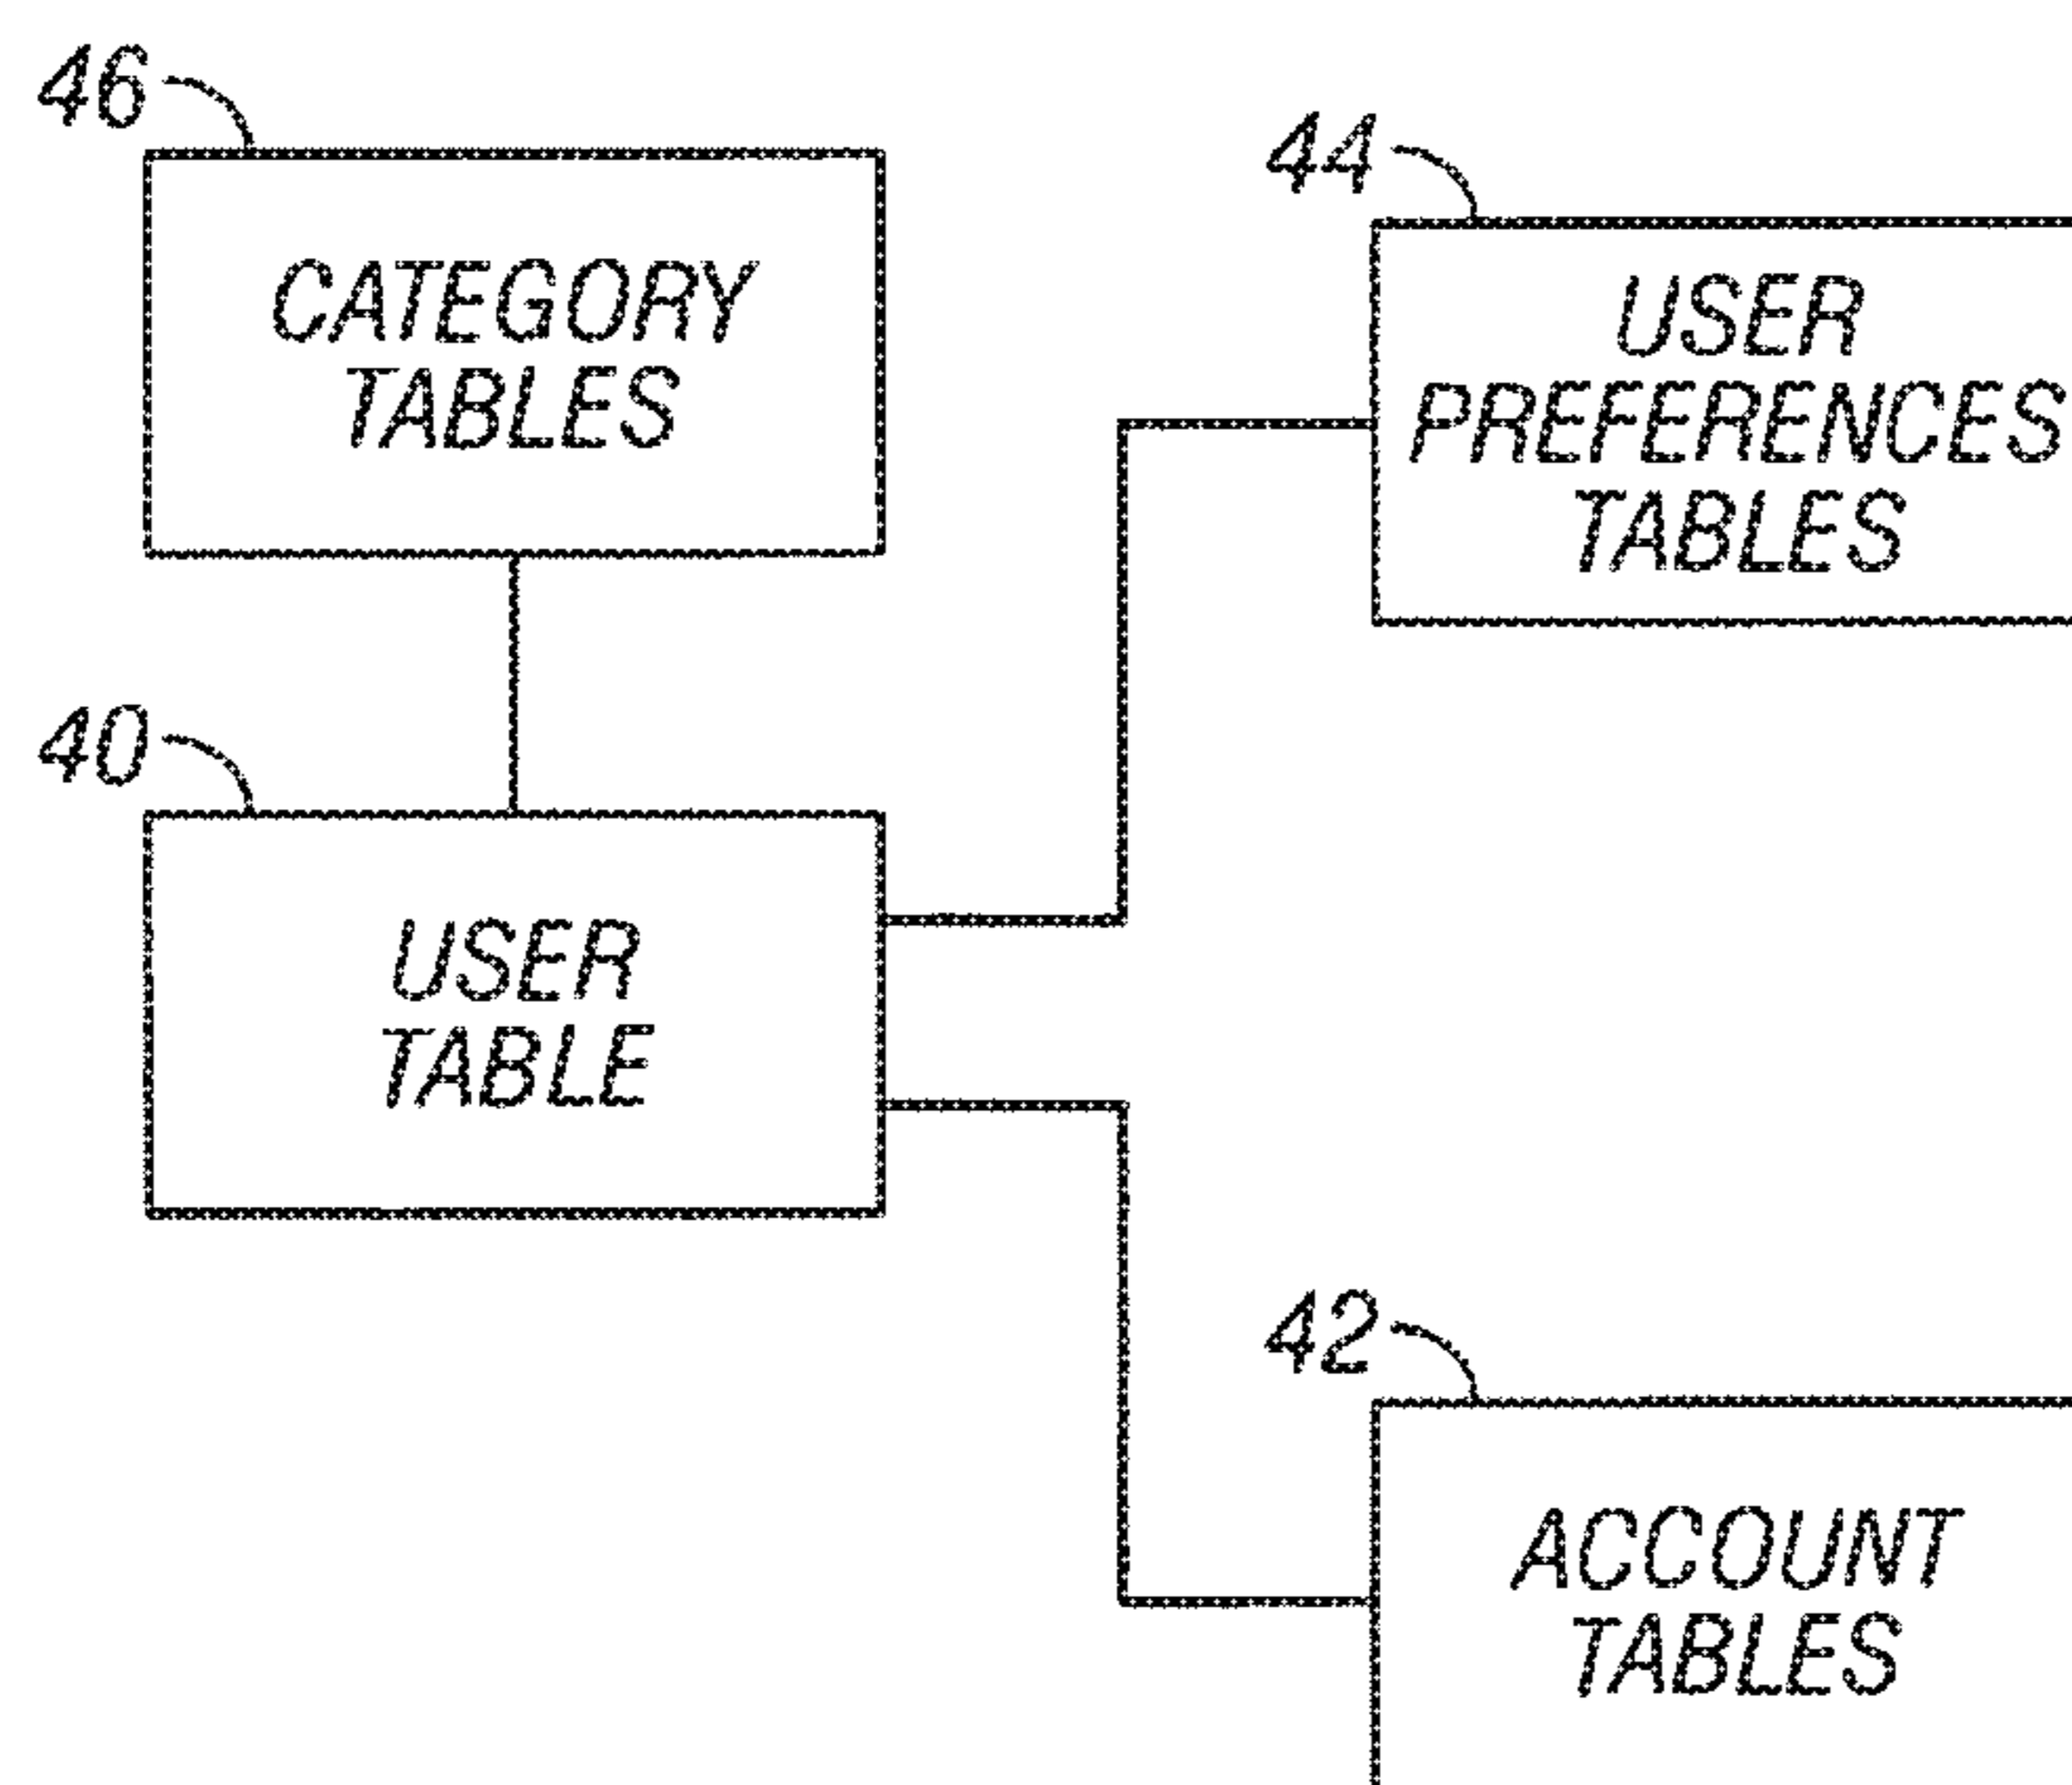 46
CATEGORY
TABLES
44
USER
PREFERENCES
TABLES
40
USER
TABLE
42
ACCOUNT
TABLES